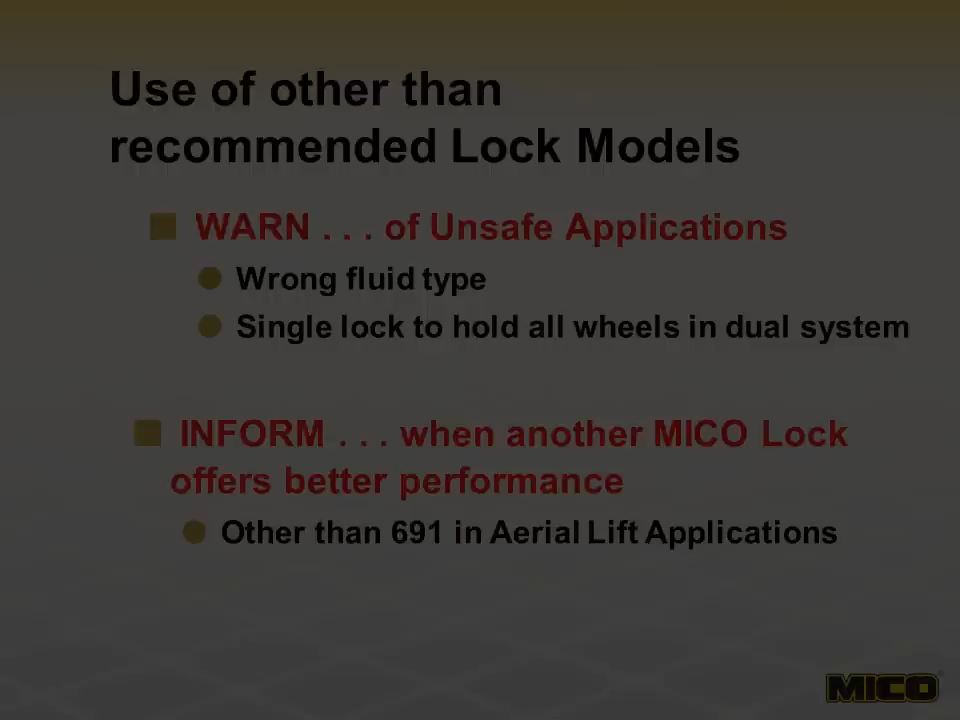 Use of other than
recommended Lock Models
WARN . . . of Unsafe Applications
Wrong fluid type
Single lock to hold all wheels in dual system
INFORM . . . when another MICO Lock
offers better performance
Other than 691 in Aerial Lift Applications
MICO